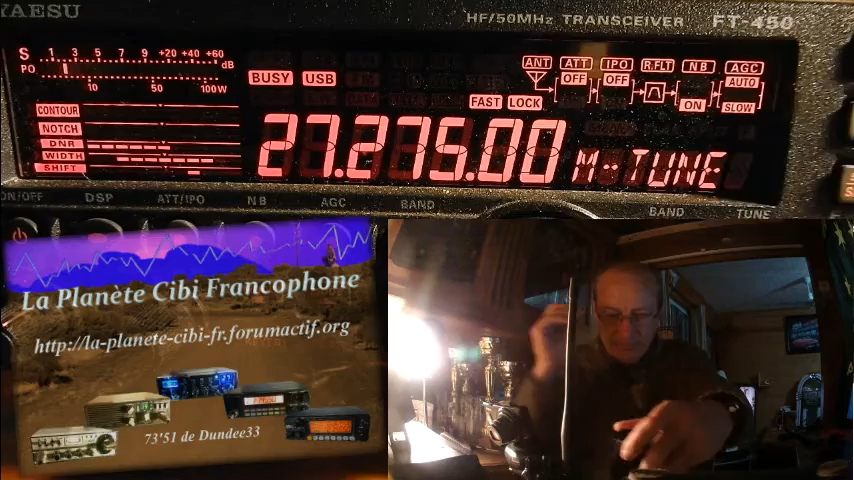 YAESU
HF/50MHz TRANSCEIVER FT-450
S 1 3 5 7 9 +20 +40 +60 dB
PO 10 50 100W
BUSY USB
ANT ATT IPO R.FLT NB AGC
OFF OFF AUTO
ON SLOW
FAST LOCK
CONTOUR
NOTCH
DNR
WIDTH
SHIFT
27.275.00 M-TUNE
ON/OFF DSP ATT/IPO NB AGC BAND BAND TUNE
La Planète Cibi Francophone
http://la-planete-cibi-fr.forumactif.org
73'51 de Dundee33